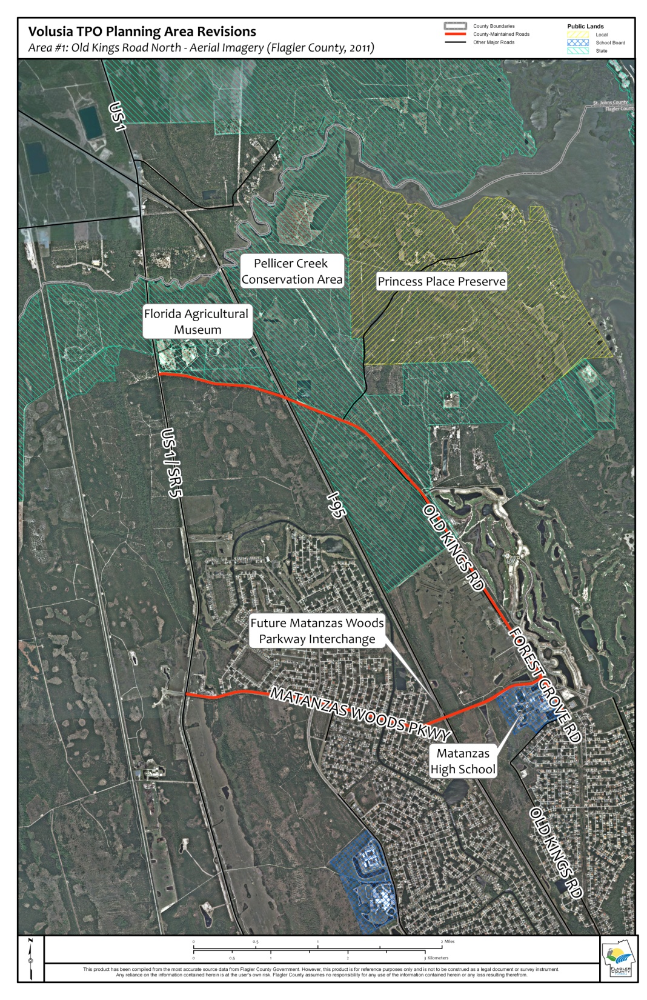 Volusia TPO Planning Area Revisions
Area #1: Old Kings Road North - Aerial Imagery (Flagler County, 2011)
County Boundaries
County-Maintained Roads
Other Major Roads
Public Lands
Local
School Board
State
St. Johns County
Flagler County
US 1
Pellicer Creek
Conservation Area
Princess Place Preserve
Florida Agricultural
Museum
US 1 / SR 5
I-95
OLD KINGS RD
Future Matanzas Woods
Parkway Interchange
FOREST GROVE RD
MATANZAS WOODS PKWY
Matanzas
High School
OLD KINGS RD
N
0 0.5 1 2 Miles
0 0.5 1 2 3 Kilometers
This product has been compiled from the most accurate source data from Flagler County Government. However, this product is for reference purposes only and is not to be construed as a legal document or survey instrument.
Any reliance on the information contained herein is at the user's own risk. Flagler County assumes no responsibility for any use of the information contained herein or any loss resulting therefrom.
FLAGLER
COUNTY
FLORIDA